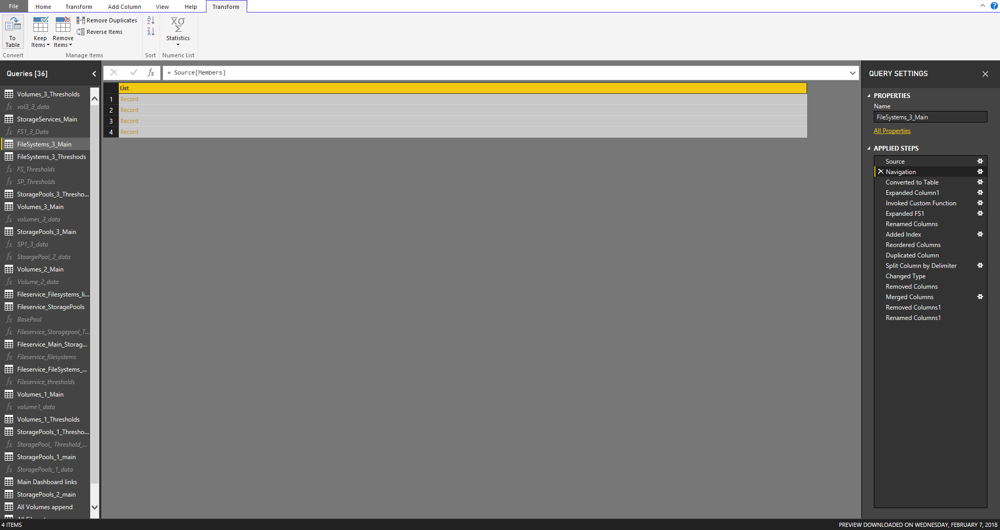 File
Home
Transform
Add Column
View
Help
Transform
To Table
Keep Items
Remove Items
Remove Duplicates
Reverse Items
Statistics
Convert
Manage Items
Sort
Numeric List
Queries [36]
Volumes_3_Thresholds
vol3_3_data
StorageServices_Main
FS1_3_Data
FileSystems_3_Main
FileSystems_3_Threshods
FS_Thresholds
SP_Thresholds
StoragePools_3_Thresho...
Volumes_3_Main
volumes_3_data
StoragePools_3_Main
SP1_3_data
StoargePool_2_data
Volumes_2_Main
Volume_2_data
Fileservice_Filesystems_li...
Fileservice_StoragePools
BasePool
Fileservice_Storagepool_T...
Fileservice_Main_Storag...
Fileservice_filesystems
Fileservice_FileSystems_...
Fileservice_thresholds
Volumes_1_Main
volume1_data
Volumes_1_Thresholds
StoragePools_1_Thresho...
StoragePool_ Threshold_...
StoragePools_1_main
StoragePools_1_data
Main Dashboard links
StoragePools_2_main
All Volumes append
fx
= Source[Members]
List
1 Record
2 Record
3 Record
4 Record
QUERY SETTINGS
PROPERTIES
Name
FileSystems_3_Main
All Properties
APPLIED STEPS
Source
Navigation
Converted to Table
Expanded Column1
Invoked Custom Function
Expanded FS1
Renamed Columns
Added Index
Reordered Columns
Duplicated Column
Split Column by Delimiter
Changed Type
Removed Columns
Merged Columns
Removed Columns1
Renamed Columns1
4 ITEMS
PREVIEW DOWNLOADED ON WEDNESDAY, FEBRUARY 7, 2018